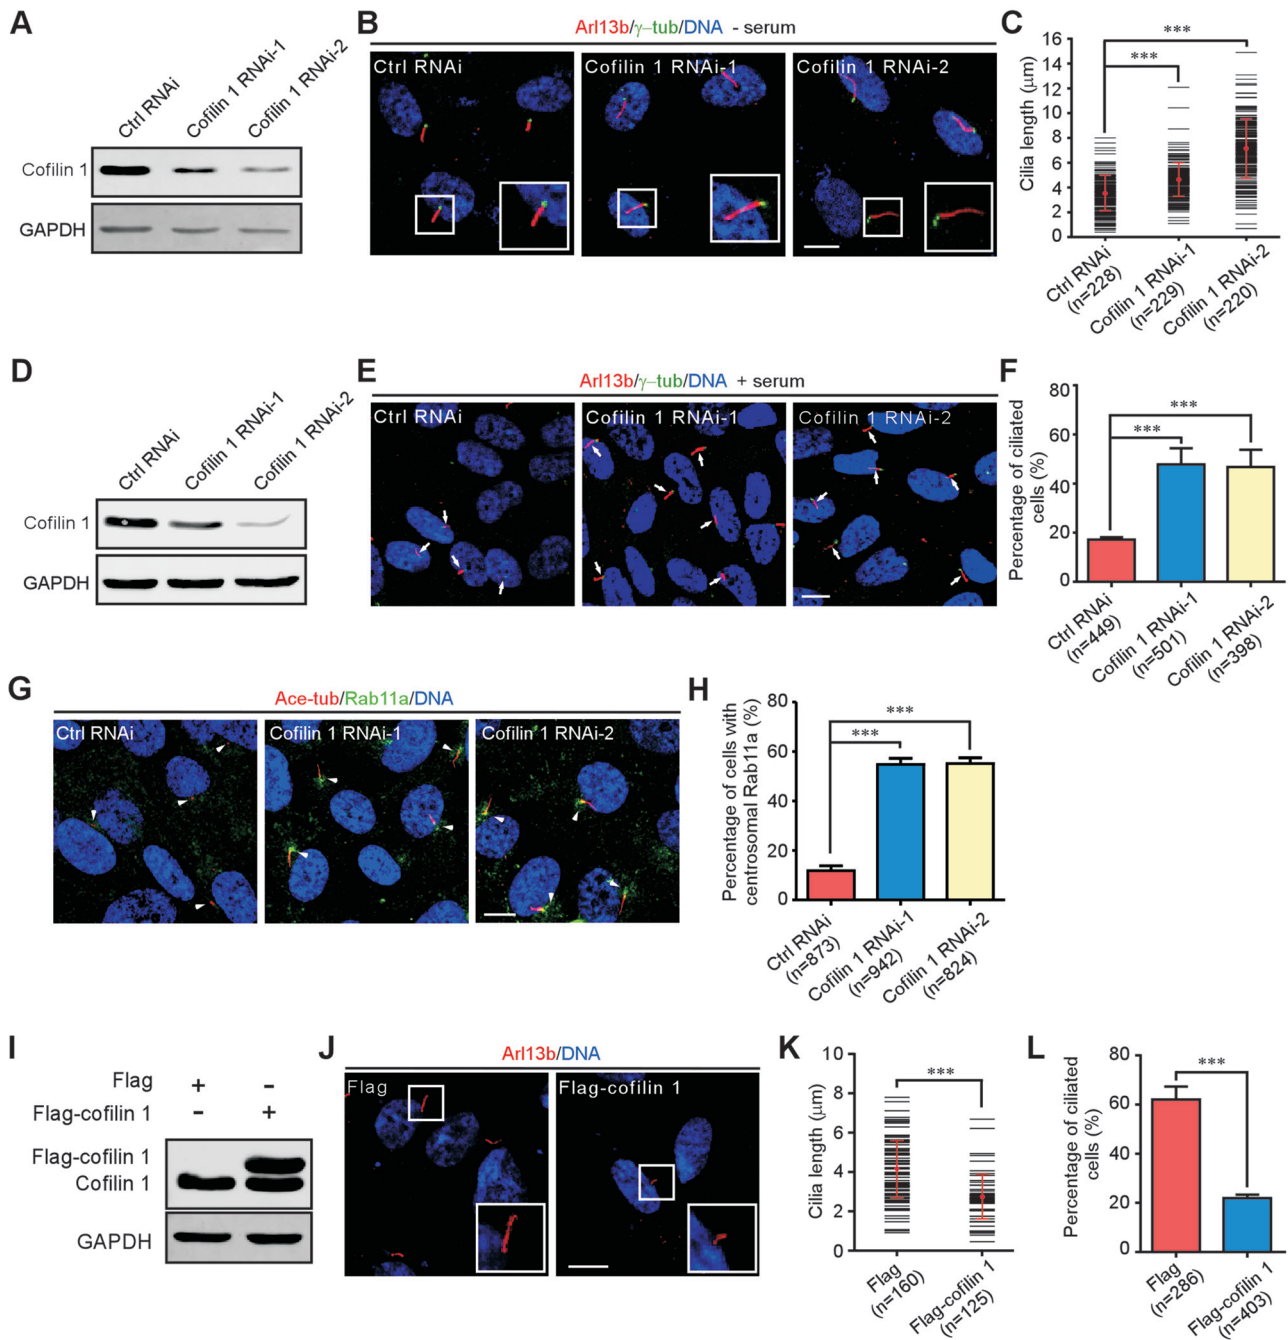 A
Ctrl RNAi
Cofilin 1 RNAi-1
Cofilin 1 RNAi-2
Cofilin 1
GAPDH
B
Arl13b/γ–tub/DNA - serum
Ctrl RNAi
Cofilin 1 RNAi-1
Cofilin 1 RNAi-2
C
Cilia length (μm)
16
14
12
10
8
6
4
2
0
***
***
Ctrl RNAi
(n=228)
Cofilin 1 RNAi-1
(n=229)
Cofilin 1 RNAi-2
(n=220)
D
Ctrl RNAi
Cofilin 1 RNAi-1
Cofilin 1 RNAi-2
Cofilin 1
GAPDH
E
Arl13b/γ–tub/DNA + serum
Ctrl RNAi
Cofilin 1 RNAi-1
Cofilin 1 RNAi-2
F
Percentage of ciliated
cells (%)
80
60
40
20
0
***
***
Ctrl RNAi
(n=449)
Cofilin 1 RNAi-1
(n=501)
Cofilin 1 RNAi-2
(n=398)
G
Ace-tub/Rab11a/DNA
Ctrl RNAi
Cofilin 1 RNAi-1
Cofilin 1 RNAi-2
H
Percentage of cells with
centrosomal Rab11a (%)
80
60
40
20
0
***
***
Ctrl RNAi
(n=873)
Cofilin 1 RNAi-1
(n=942)
Cofilin 1 RNAi-2
(n=824)
I
Flag + -
Flag-cofilin 1 - +
Flag-cofilin 1
Cofilin 1
GAPDH
J
Arl13b/DNA
Flag
Flag-cofilin 1
K
Cilia length (μm)
10
8
6
4
2
0
***
Flag
(n=160)
Flag-cofilin 1
(n=125)
L
Percentage of ciliated
cells (%)
80
60
40
20
0
***
Flag
(n=286)
Flag-cofilin 1
(n=403)